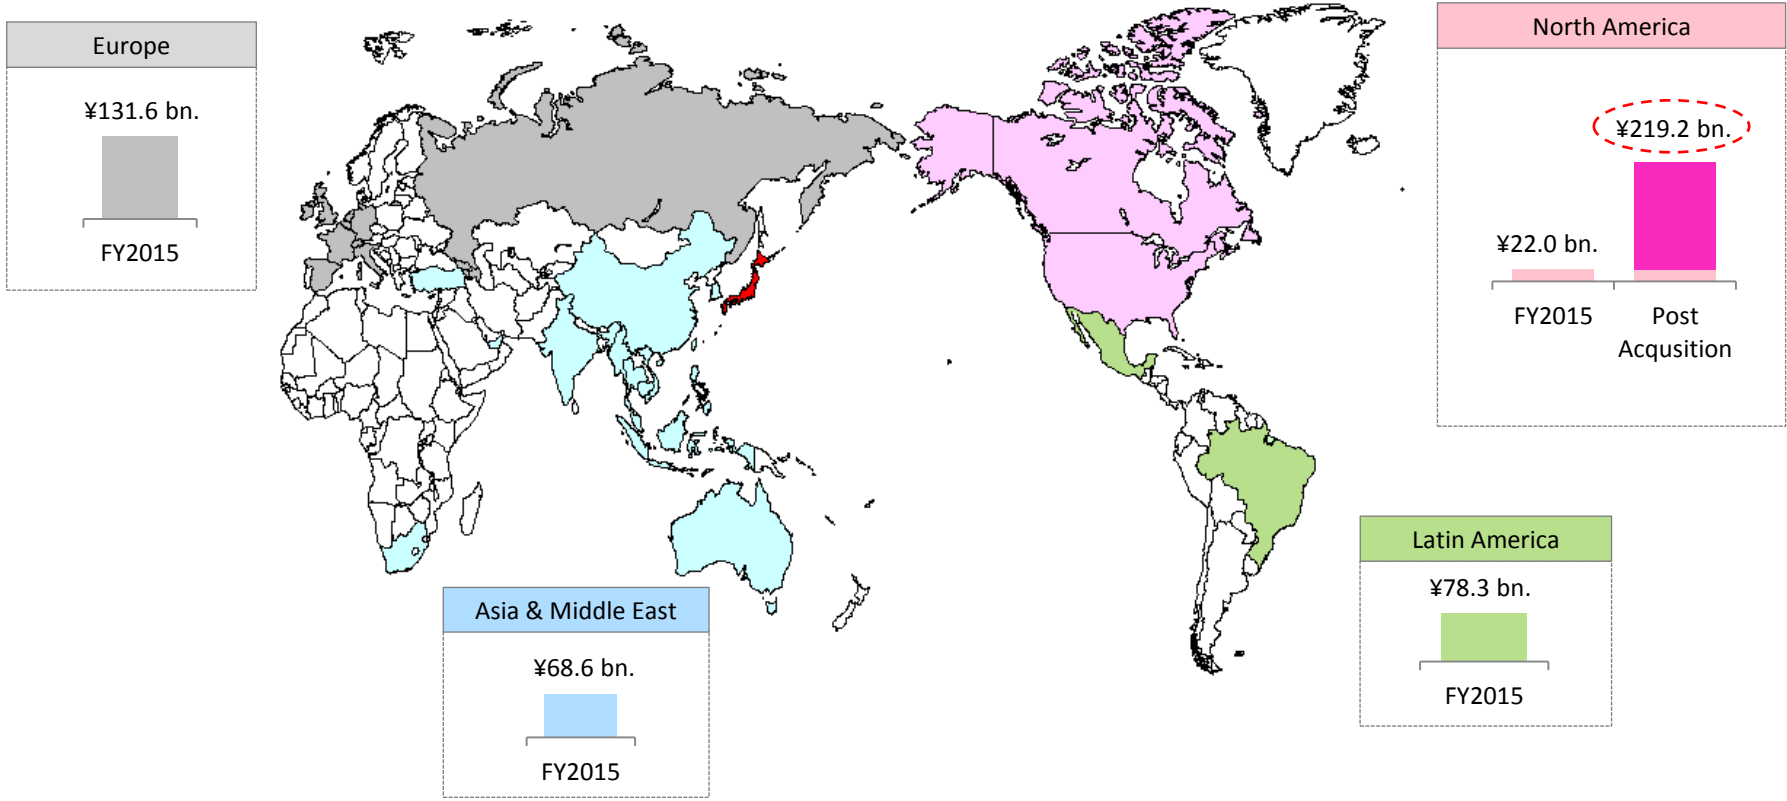 Europe
¥131.6 bn.
FY2015
North America
¥219.2 bn.
¥22.0 bn.
FY2015
Post
Acqusition
Latin America
¥78.3 bn.
FY2015
Asia & Middle East
¥68.6 bn.
FY2015